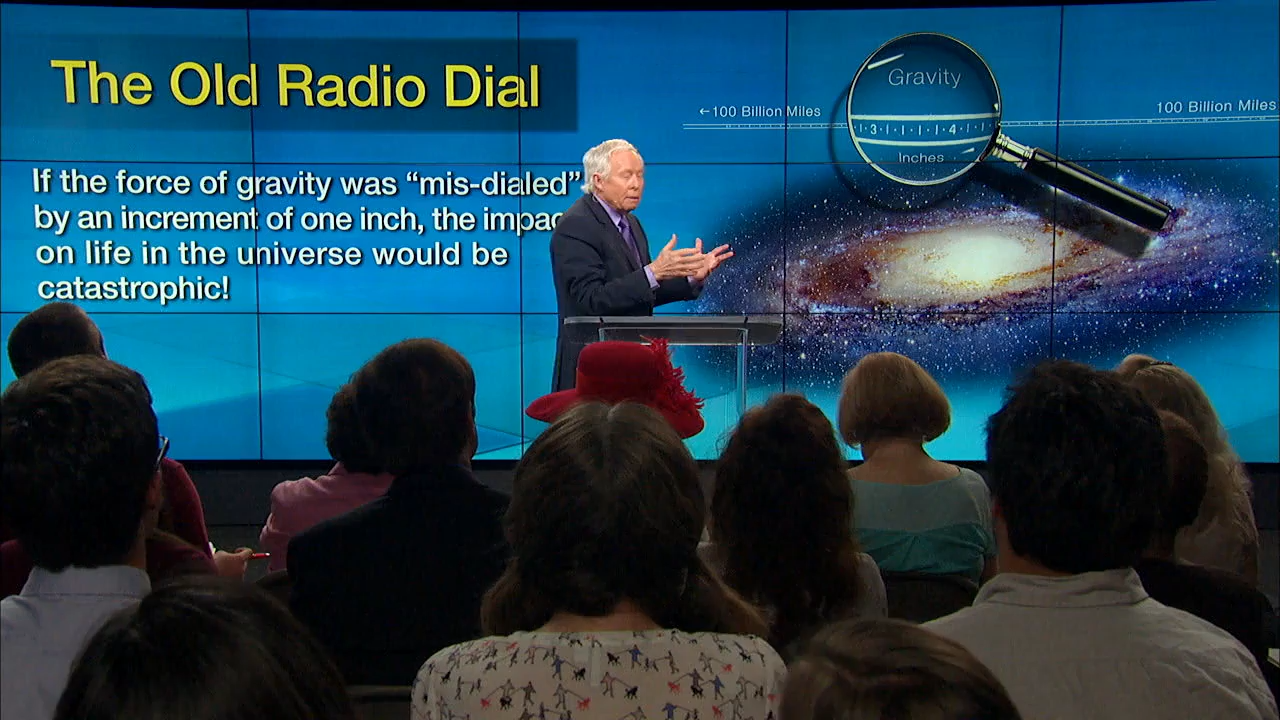 The Old Radio Dial
If the force of gravity was “mis-dialed”
by an increment of one inch, the impac
on life in the universe would be
catastrophic!
Gravity
←100 Billion Miles
100 Billion Miles
3 4
Inches